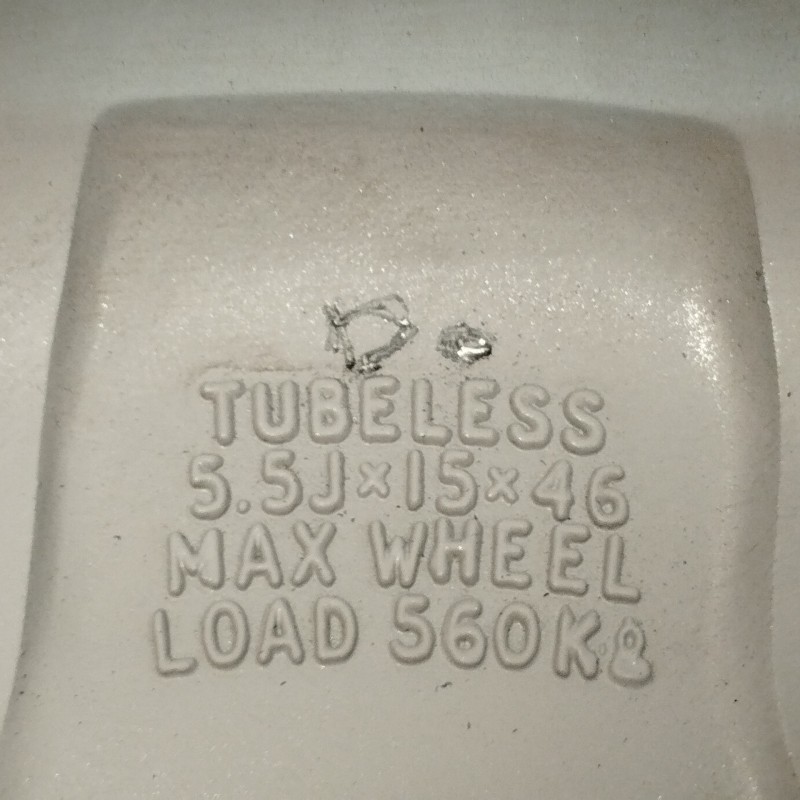 D.
TUBELESS
5.5J×15×46
MAX WHEEL
LOAD 560Kg